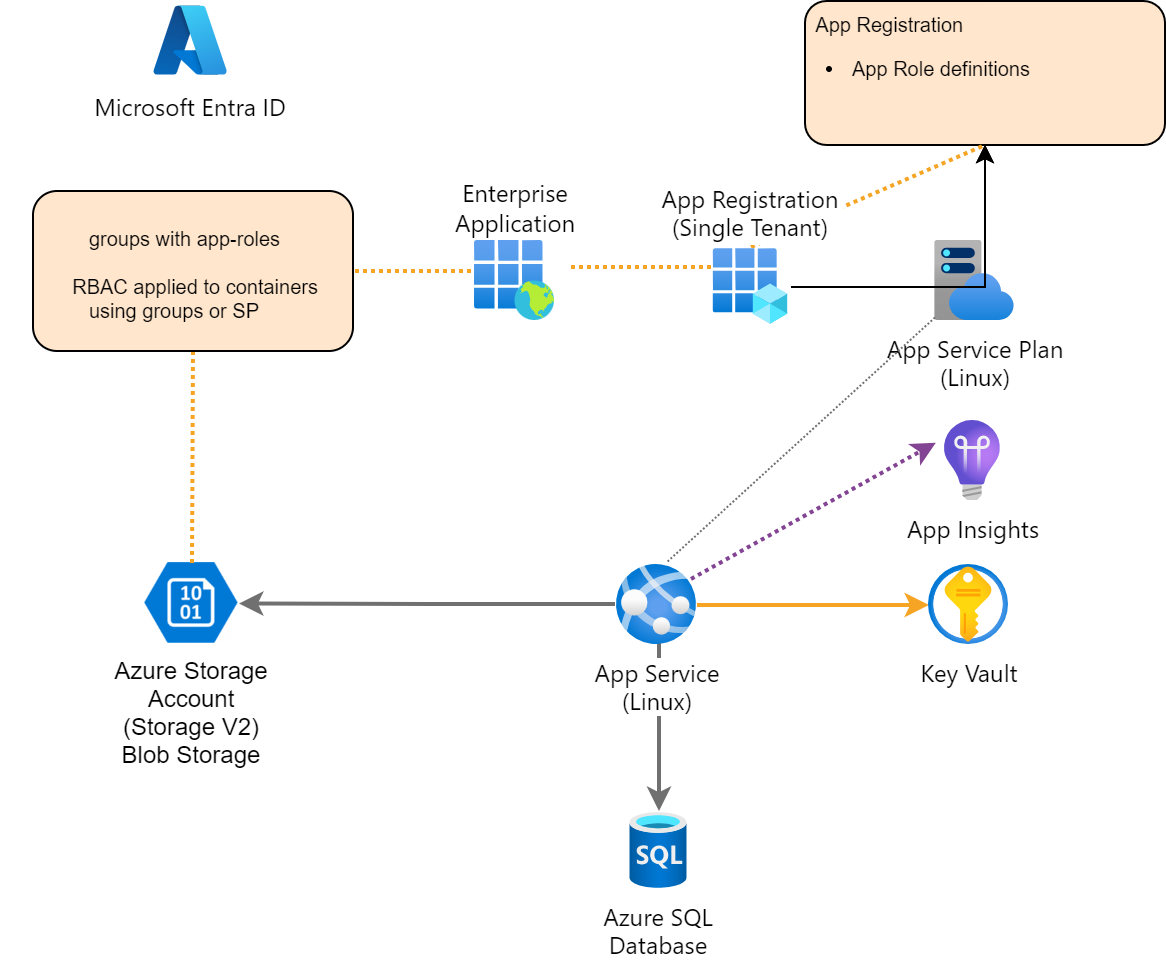 Microsoft Entra ID
App Registration
• App Role definitions
groups with app-roles
RBAC applied to containers
using groups or SP
Enterprise
Application
App Registration
(Single Tenant)
App Service Plan
(Linux)
App Insights
10
01
Azure Storage
Account
(Storage V2)
Blob Storage
App Service
(Linux)
Key Vault
SQL
Azure SQL
Database